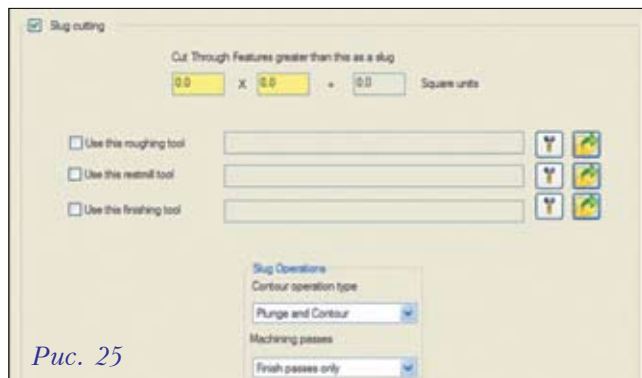 Slug cutting
Cut Through Features greater than this as a slug
0.0 X 0.0 = 0.0 Square units
Use this roughing tool
Use this restmill tool
Use this finishing tool
Slug Operations
Contour operation type
Plunge and Contour
Machining passes
Finish passes only
Рис. 25